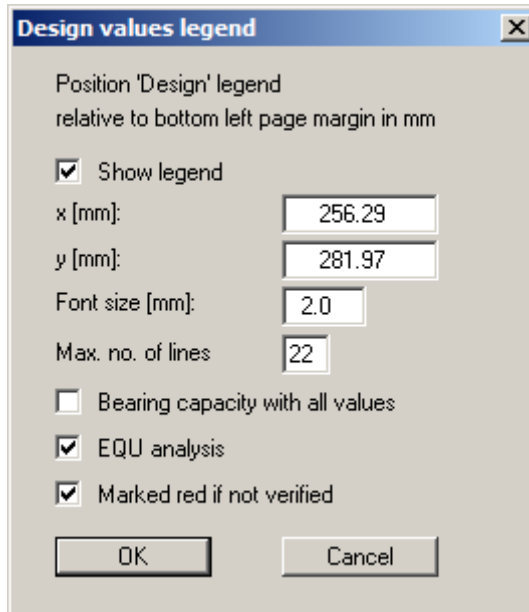 Design values legend
Position 'Design' legend
relative to bottom left page margin in mm
Show legend
x [mm]: 256.29
y [mm]: 281.97
Font size [mm]: 2.0
Max. no. of lines 22
Bearing capacity with all values
EQU analysis
Marked red if not verified
OK Cancel